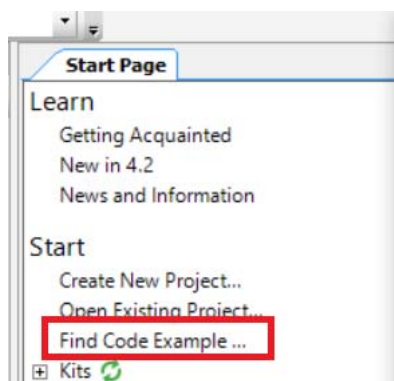 Start Page
Learn
Getting Acquainted
New in 4.2
News and Information
Start
Create New Project...
Open Existing Project...
Find Code Example ...
Kits